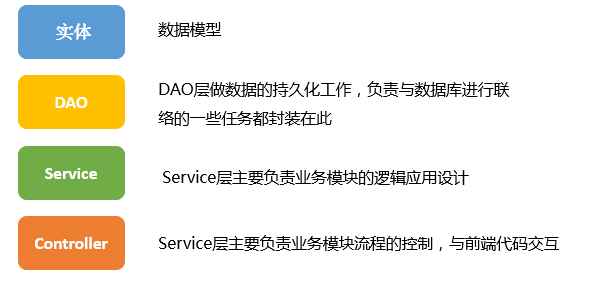 实体
数据模型
DAO
DAO层做数据的持久化工作，负责与数据库进行联
络的一些任务都封装在此
Service
Service层主要负责业务模块的逻辑应用设计
Controller
Service层主要负责业务模块流程的控制，与前端代码交互